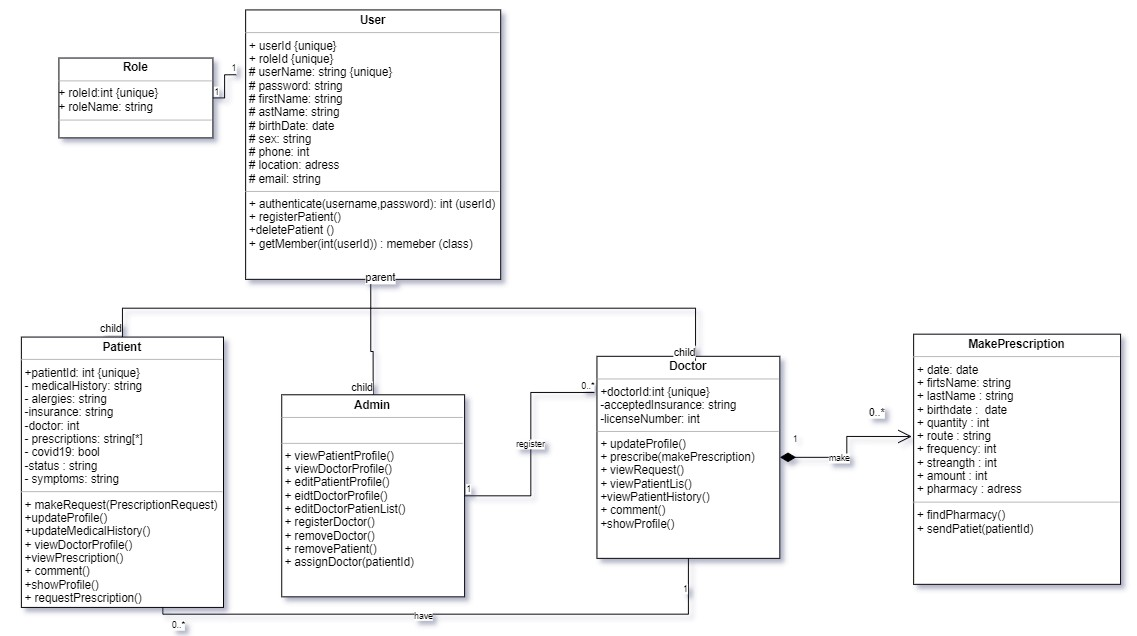 User
+ userId {unique}
+ roleId {unique}
# userName: string {unique}
# password: string
# firstName: string
# astName: string
# birthDate: date
# sex: string
# phone: int
# location: adress
# email: string
+ authenticate(username,password): int (userId)
+ registerPatient()
+deletePatient ()
+ getMember(int(userId)) : memeber (class)
Role
+ roleId:int {unique}
+ roleName: string
1
1
parent
child
child
child
Patient
+patientId: int {unique}
- medicalHistory: string
- alergies: string
-insurance: string
-doctor: int
- prescriptions: string[*]
- covid19: bool
-status : string
- symptoms: string
+ makeRequest(PrescriptionRequest)
+updateProfile()
+updateMedicalHistory()
+ viewDoctorProfile()
+viewPrescription()
+ comment()
+showProfile()
+ requestPrescription()
Admin
+ viewPatientProfile()
+ viewDoctorProfile()
+ editPatientProfile()
+ eidtDoctorProfile()
+ editDoctorPatienList()
+ registerDoctor()
+ removeDoctor()
+ removePatient()
+ assignDoctor(patientId)
1
register
0..*
Doctor
+doctorId:int {unique}
-acceptedInsurance: string
-licenseNumber: int
+ updateProfile()
+ prescribe(makePrescription)
+ viewRequest()
+ viewPatientLis()
+viewPatientHistory()
+ comment()
+showProfile()
1
make
0..*
MakePrescription
+ date: date
+ firtsName: string
+ lastName : string
+ birthdate : date
+ quantity : int
+ route : string
+ frequency: int
+ streangth : int
+ amount : int
+ pharmacy : adress
+ findPharmacy()
+ sendPatiet(patientId)
1
have
0..*